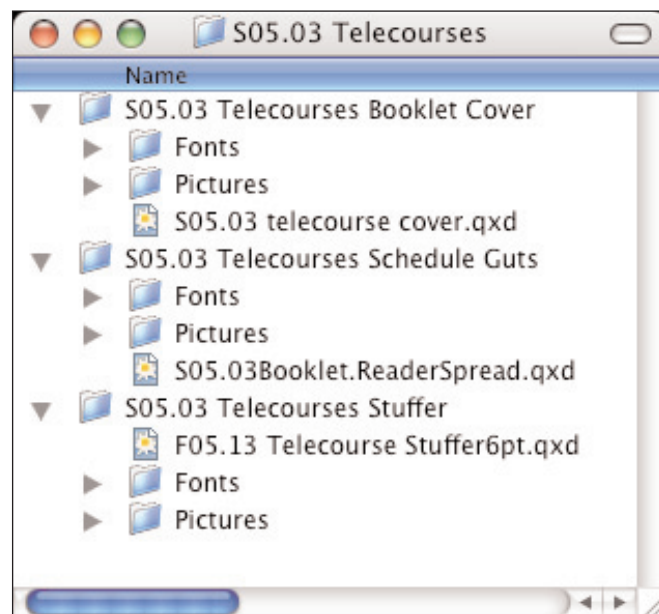 S05.03 Telecourses
Name
S05.03 Telecourses Booklet Cover
Fonts
Pictures
S05.03 telecourse cover.qxd
S05.03 Telecourses Schedule Guts
Fonts
Pictures
S05.03Booklet.ReaderSpread.qxd
S05.03 Telecourses Stuffer
F05.13 Telecourse Stuffer6pt.qxd
Fonts
Pictures